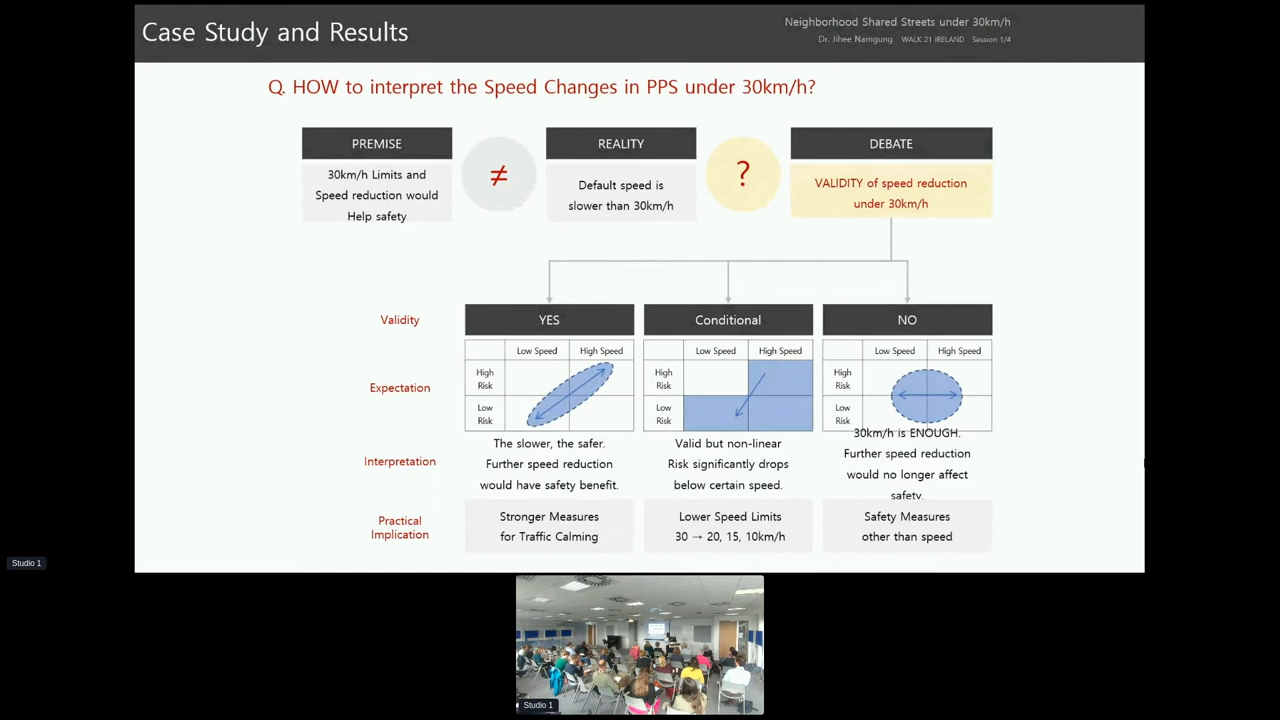 Case Study and Results
Neighborhood Shared Streets under 30km/h
Dr. Jihee Namgung WALK 21 IRELAND Session 1/4
Q. HOW to interpret the Speed Changes in PPS under 30km/h?
PREMISE
30km/h Limits and
Speed reduction would
Help safety
≠
REALITY
Default speed is
slower than 30km/h
?
DEBATE
VALIDITY of speed reduction
under 30km/h
Validity
YES
Conditional
NO
Expectation
Low Speed High Speed
High
Risk
Low
Risk
Low Speed High Speed
High
Risk
Low
Risk
Low Speed High Speed
High
Risk
Low
Risk
Interpretation
The slower, the safer.
Further speed reduction
would have safety benefit.
Valid but non-linear
Risk significantly drops
below certain speed.
30km/h is ENOUGH.
Further speed reduction
would no longer affect
safety.
Practical
Implication
Stronger Measures
for Traffic Calming
Lower Speed Limits
30 → 20, 15, 10km/h
Safety Measures
other than speed
Studio 1
Studio 1